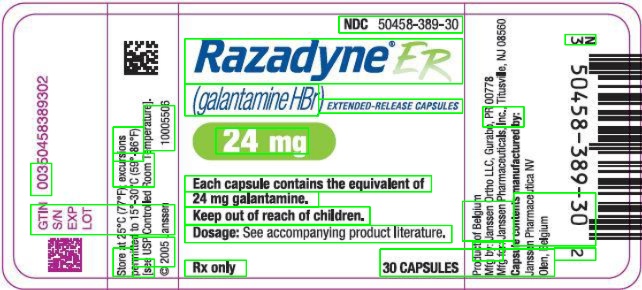 GTIN 00350458389302
S/N
EXP
LOT
Store at 25°C (77°F); excursions
permitted to 15°-30°C (59°-86°F)
[see USP Controlled Room Temperature].
© 2005 Janssen 10005506
NDC 50458-389-30
Razadyne® ER
(galantamine HBr) EXTENDED-RELEASE CAPSULES
24 mg
Each capsule contains the equivalent of
24 mg galantamine.
Keep out of reach of children.
Dosage: See accompanying product literature.
Rx only 30 CAPSULES
Product of Belgium
Mfg by: Janssen Ortho LLC, Gurabo, PR 00778
Mfg for: Janssen Pharmaceuticals, Inc., Titusville, NJ 08560
Capsule contents manufactured by:
Janssen Pharmaceutica NV
Olen, Belgium
N
3 50458-389-30 2